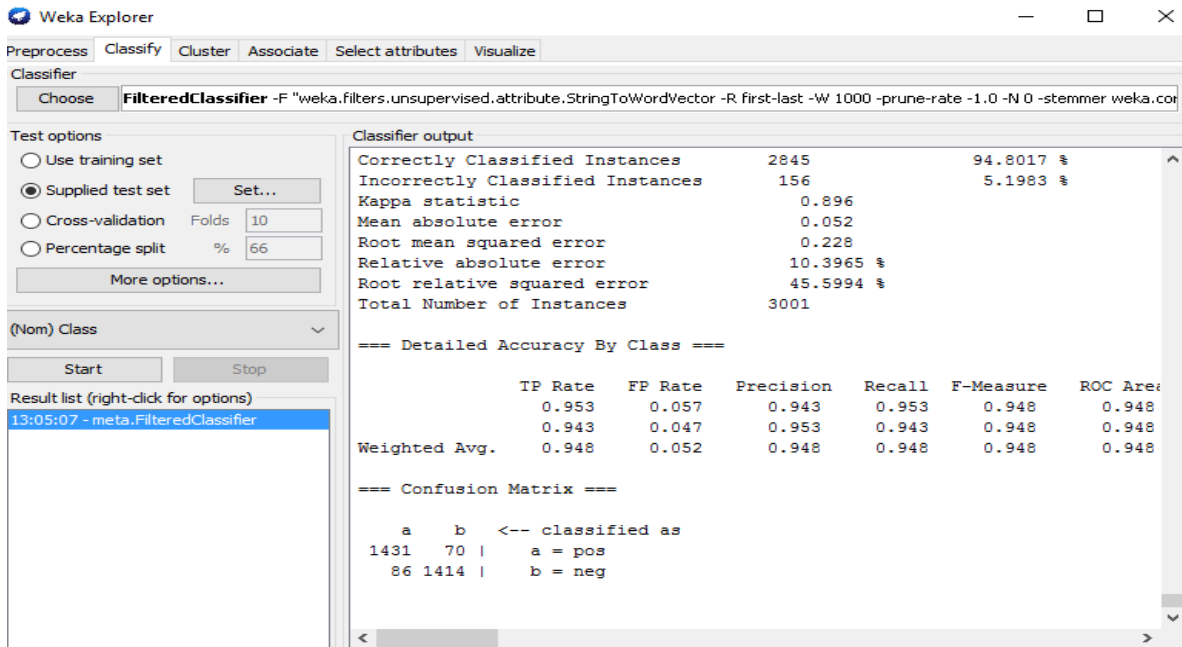 Weka Explorer
Preprocess Classify Cluster Associate Select attributes Visualize
Classifier
Choose FilteredClassifier -F "weka.filters.unsupervised.attribute.StringToWordVector -R first-last -W 1000 -prune-rate -1.0 -N 0 -stemmer weka.cor
Test options
Use training set
Supplied test set Set...
Cross-validation Folds 10
Percentage split % 66
More options...
(Nom) Class
Start Stop
Result list (right-click for options)
13:05:07 - meta.FilteredClassifier
Classifier output
Correctly Classified Instances 2845 94.8017 %
Incorrectly Classified Instances 156 5.1983 %
Kappa statistic 0.896
Mean absolute error 0.052
Root mean squared error 0.228
Relative absolute error 10.3965 %
Root relative squared error 45.5994 %
Total Number of Instances 3001
=== Detailed Accuracy By Class ===
TP Rate FP Rate Precision Recall F-Measure ROC Area
0.953 0.057 0.943 0.953 0.948 0.948
0.943 0.047 0.953 0.943 0.948 0.948
Weighted Avg. 0.948 0.052 0.948 0.948 0.948 0.948
=== Confusion Matrix ===
a b <-- classified as
1431 70 | a = pos
86 1414 | b = neg